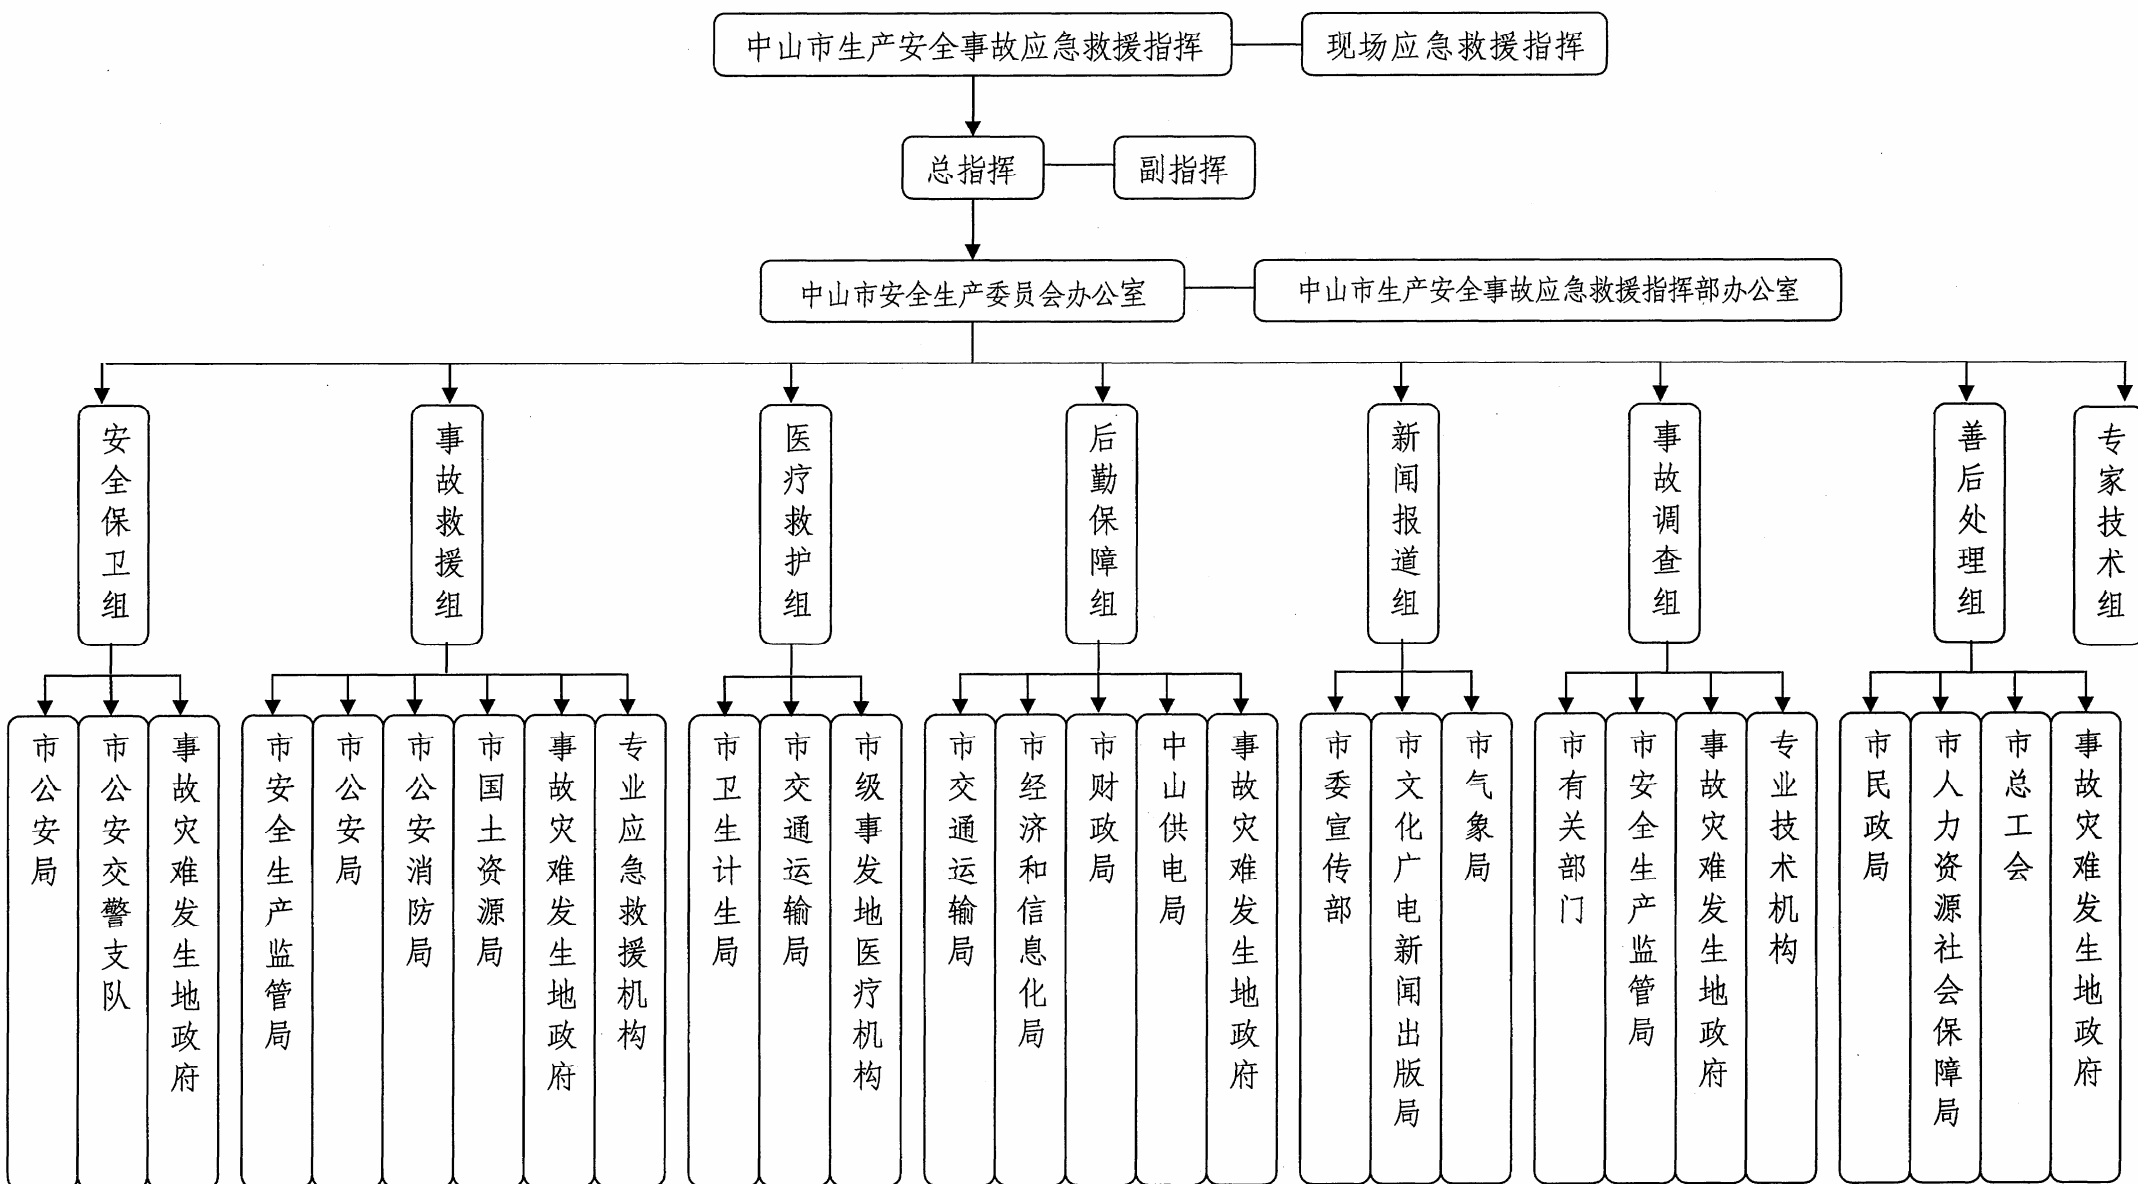 中山市生产安全事故应急救援指挥
现场应急救援指挥
总指挥
副指挥
中山市安全生产委员会办公室
中山市生产安全事故应急救援指挥部办公室
安全保卫组
事故救援组
医疗救护组
后勤保障组
新闻报道组
事故调查组
善后处理组
专家技术组
市公安局
市公安交警支队
事故灾难发生地政府
市安全生产监管局
市公安局
市公安消防局
市国土资源局
事故灾难发生地政府
专业应急救援机构
市卫生计生局
市交通运输局
市级事发地医疗机构
市交通运输局
市经济和信息化局
市财政局
中山供电局
事故灾难发生地政府
市委宣传部
市文化广电新闻出版局
市气象局
市有关部门
市安全生产监管局
事故灾难发生地政府
专业技术机构
市民政局
市人力资源社会保障局
市总工会
事故灾难发生地政府